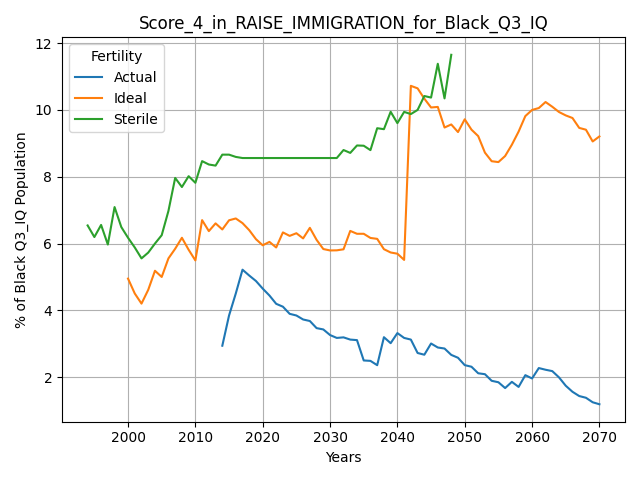 Score_4_in_RAISE_IMMIGRATION_for_Black_Q3_IQ
Fertility
Actual
Ideal
Sterile
% of Black Q3_IQ Population
12
10
8
6
4
2
2000 2010 2020 2030 2040 2050 2060 2070
Years